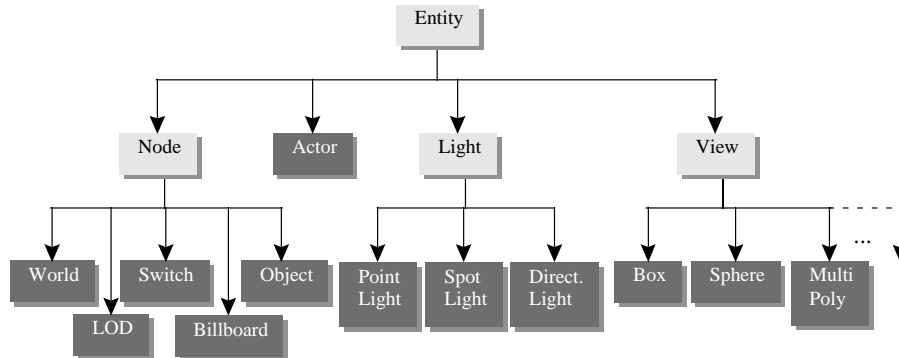 Entity
Node
Actor
Light
View
World
Switch
Object
Point
Light
Spot
Light
Direct.
Light
Box
Sphere
Multi
Poly
...
LOD
Billboard